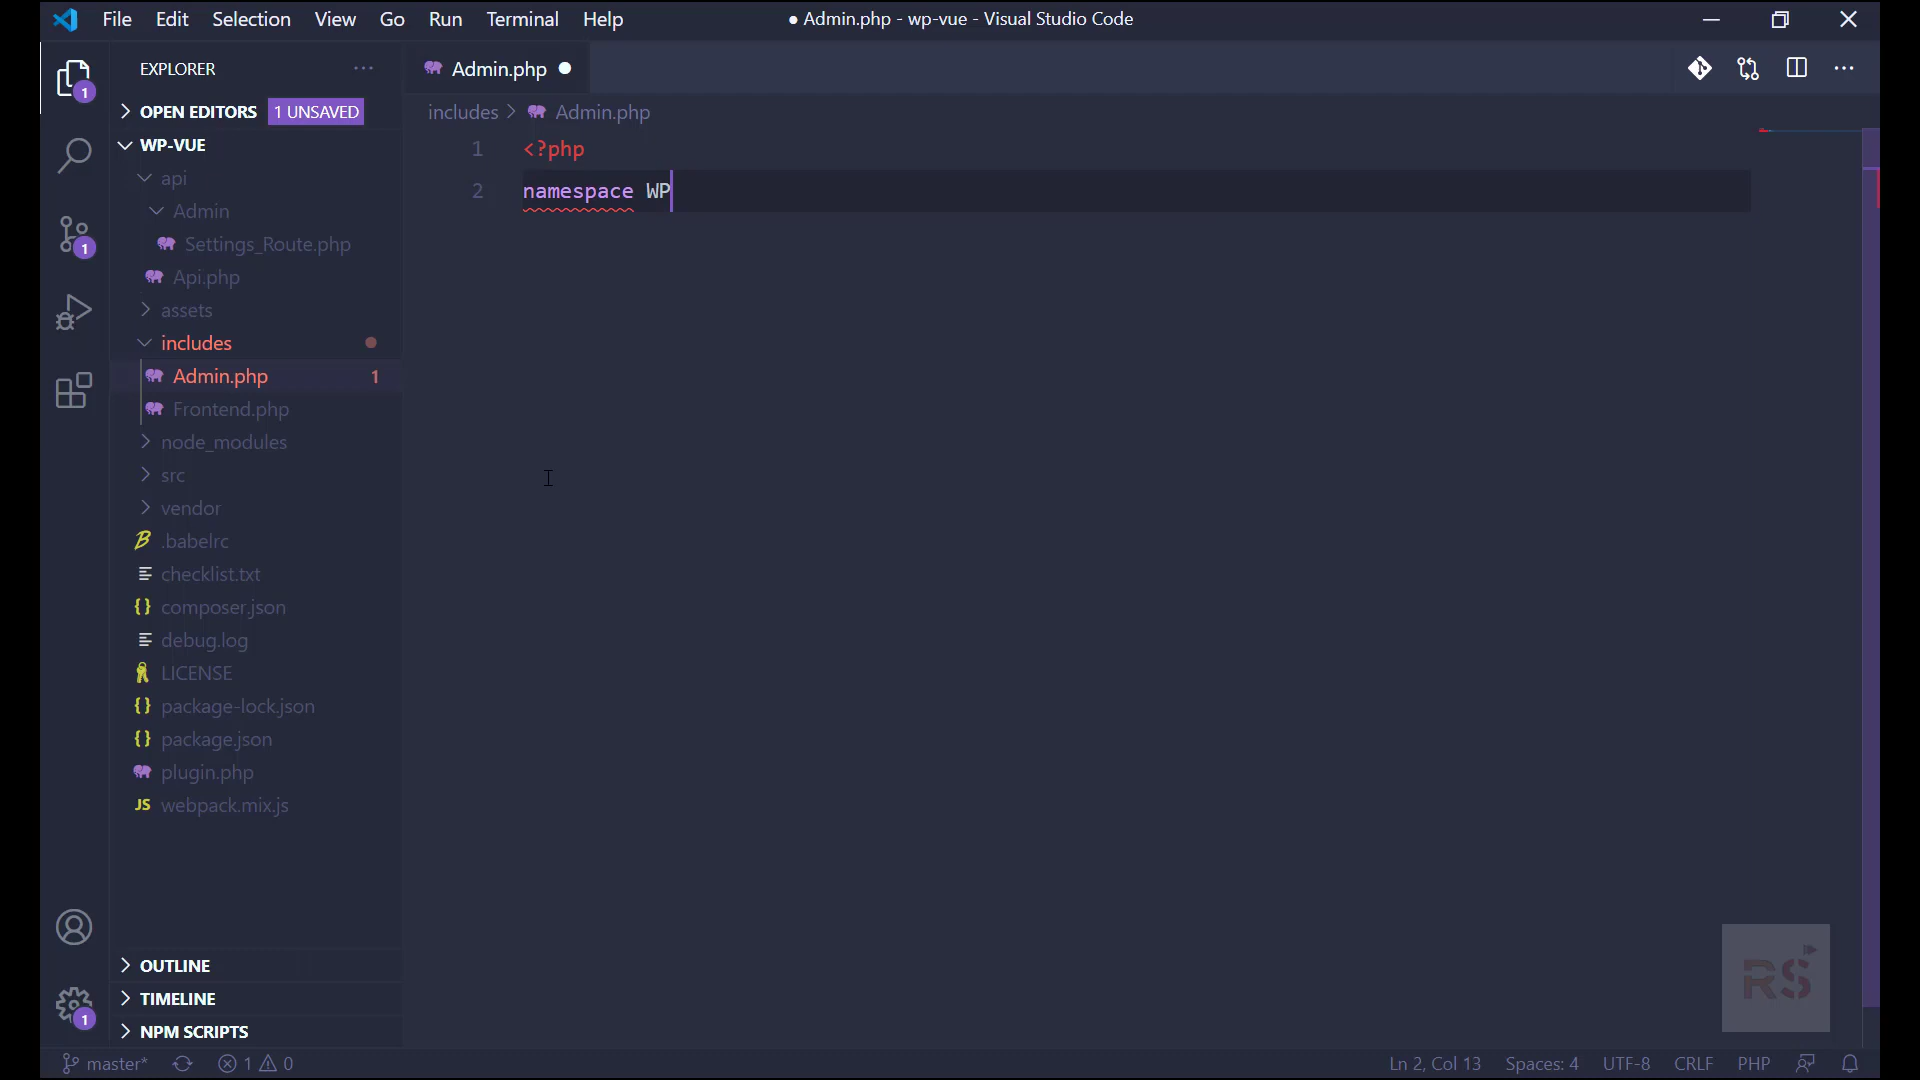 File Edit Selection View Go Run Terminal Help
● Admin.php - wp-vue - Visual Studio Code
EXPLORER
Admin.php
OPEN EDITORS 1 UNSAVED
includes > Admin.php
WP-VUE
1 <?php
api
2 namespace WP
Admin
Settings_Route.php
Api.php
assets
includes
Admin.php 1
Frontend.php
node_modules
src
vendor
.babelrc
checklist.txt
composer.json
debug.log
LICENSE
package-lock.json
package.json
plugin.php
JS webpack.mix.js
1
1
OUTLINE
TIMELINE
1
NPM SCRIPTS
RS
master* 1 0 Ln 2, Col 13 Spaces: 4 UTF-8 CRLF PHP